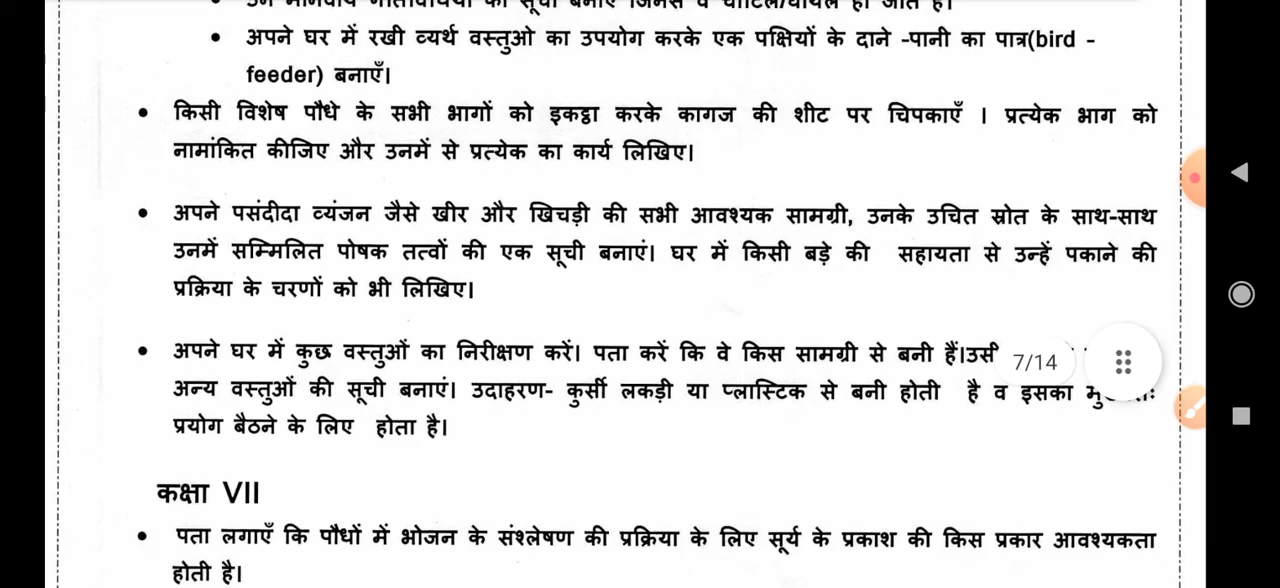 अपने घर में रखी व्यर्थ वस्तुओ का उपयोग करके एक पक्षियों के दाने -पानी का पात्र(bird -
feeder) बनाएँ।
किसी विशेष पौधे के सभी भागों को इकट्ठा करके कागज की शीट पर चिपकाएँ । प्रत्येक भाग को
नामांकित कीजिए और उनमें से प्रत्येक का कार्य लिखिए।
अपने पसंदीदा व्यंजन जैसे खीर और खिचड़ी की सभी आवश्यक सामग्री, उनके उचित स्रोत के साथ-साथ
उनमें सम्मिलित पोषक तत्वों की एक सूची बनाएं। घर में किसी बड़े की सहायता से उन्हें पकाने की
प्रक्रिया के चरणों को भी लिखिए।
अपने घर में कुछ वस्तुओं का निरीक्षण करें। पता करें कि वे किस सामग्री से बनी हैं।उसी
7/14
अन्य वस्तुओं की सूची बनाएं। उदाहरण- कुर्सी लकड़ी या प्लास्टिक से बनी होती है व इसका
प्रयोग बैठने के लिए होता है।
कक्षा VII
पता लगाएँ कि पौधों में भोजन के संश्लेषण की प्रक्रिया के लिए सूर्य के प्रकाश की किस प्रकार आवश्यकता
होती है।